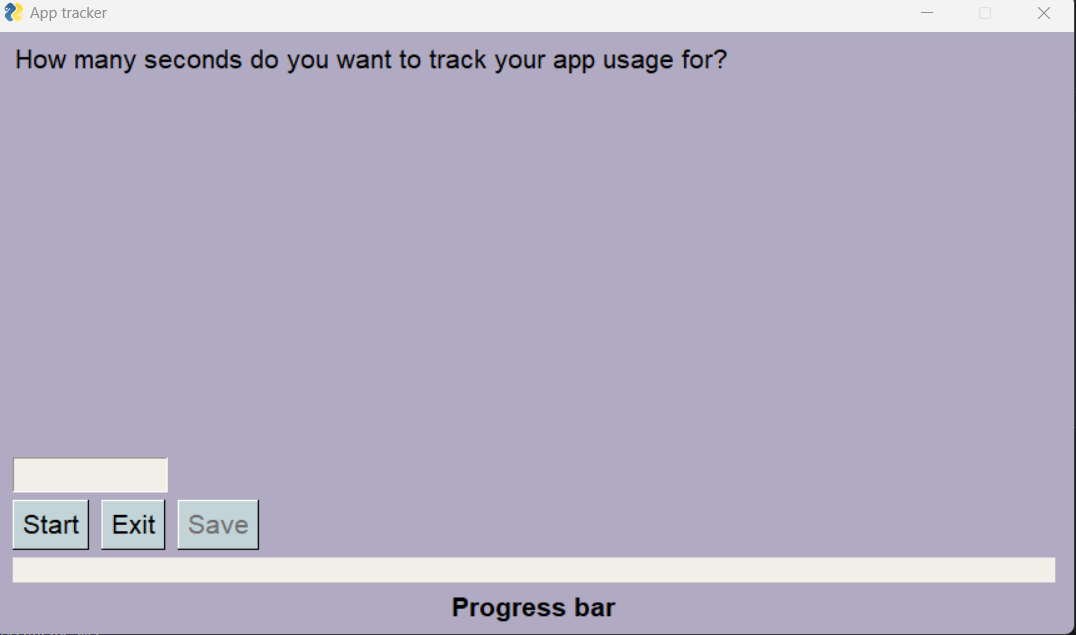 App tracker
How many seconds do you want to track your app usage for?
Start Exit Save
Progress bar